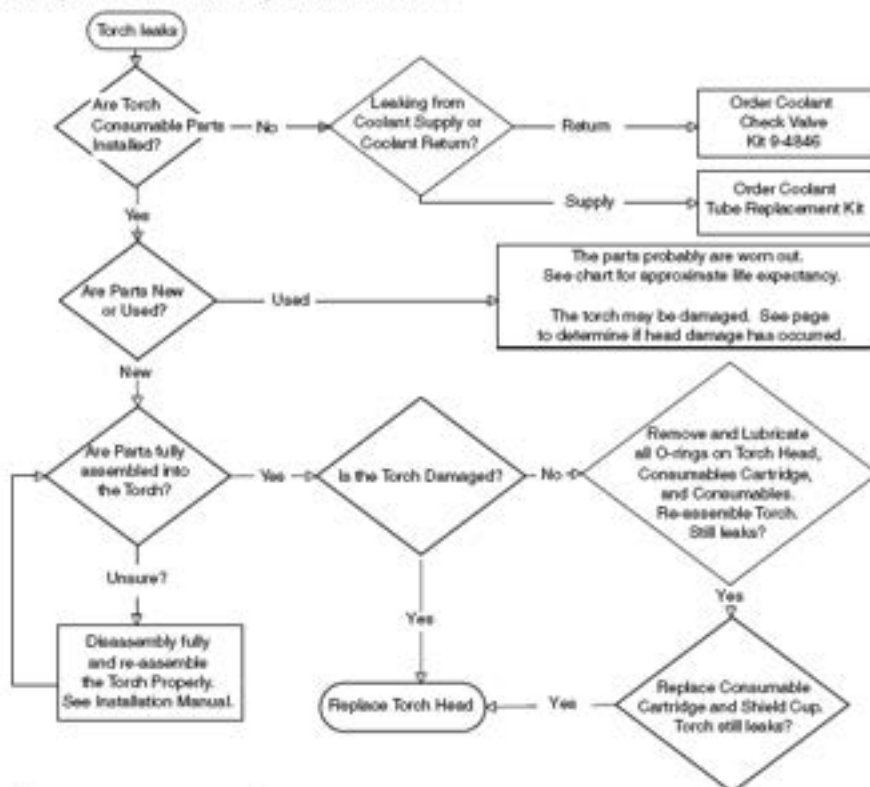 Torch leaks
Are Torch
Consumable Parts
Installed?
No
Leaking from
Coolant Supply or
Coolant Return?
Return
Order Coolant
Check Valve
Kit 9-4846
Supply
Order Coolant
Tube Replacement Kit
Yes
Are Parts New
or Used?
Used
The parts probably are worn out.
See chart for approximate life expectancy.
The torch may be damaged. See page
to determine if head damage has occurred.
New
Are Parts fully
assembled into
the Torch?
Yes
Is the Torch Damaged?
No
Remove and Lubricate
all O-rings on Torch Head,
Consumables Cartridge,
and Consumables.
Re-assemble Torch.
Still leaks?
Unsure?
Disassembly fully
and re-assemble
the Torch Properly.
See Installation Manual.
Yes
Replace Torch Head
Yes
Replace Consumable
Cartridge and Shield Cup.
Torch still leaks?
Yes